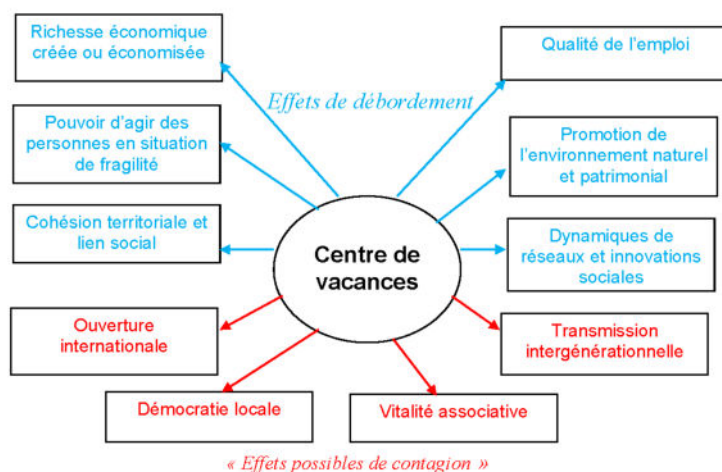 Richesse économique
créée ou économisée
Qualité de l'emploi
Effets de débordement
Pouvoir d'agir des
personnes en situation
de fragilité
Promotion de
l'environnement naturel
et patrimonial
Cohésion territoriale et
lien social
Centre de
vacances
Dynamiques de
réseaux et innovations
sociales
Ouverture
internationale
Transmission
intergénérationnelle
Démocratie locale
Vitalité associative
« Effets possibles de contagion »